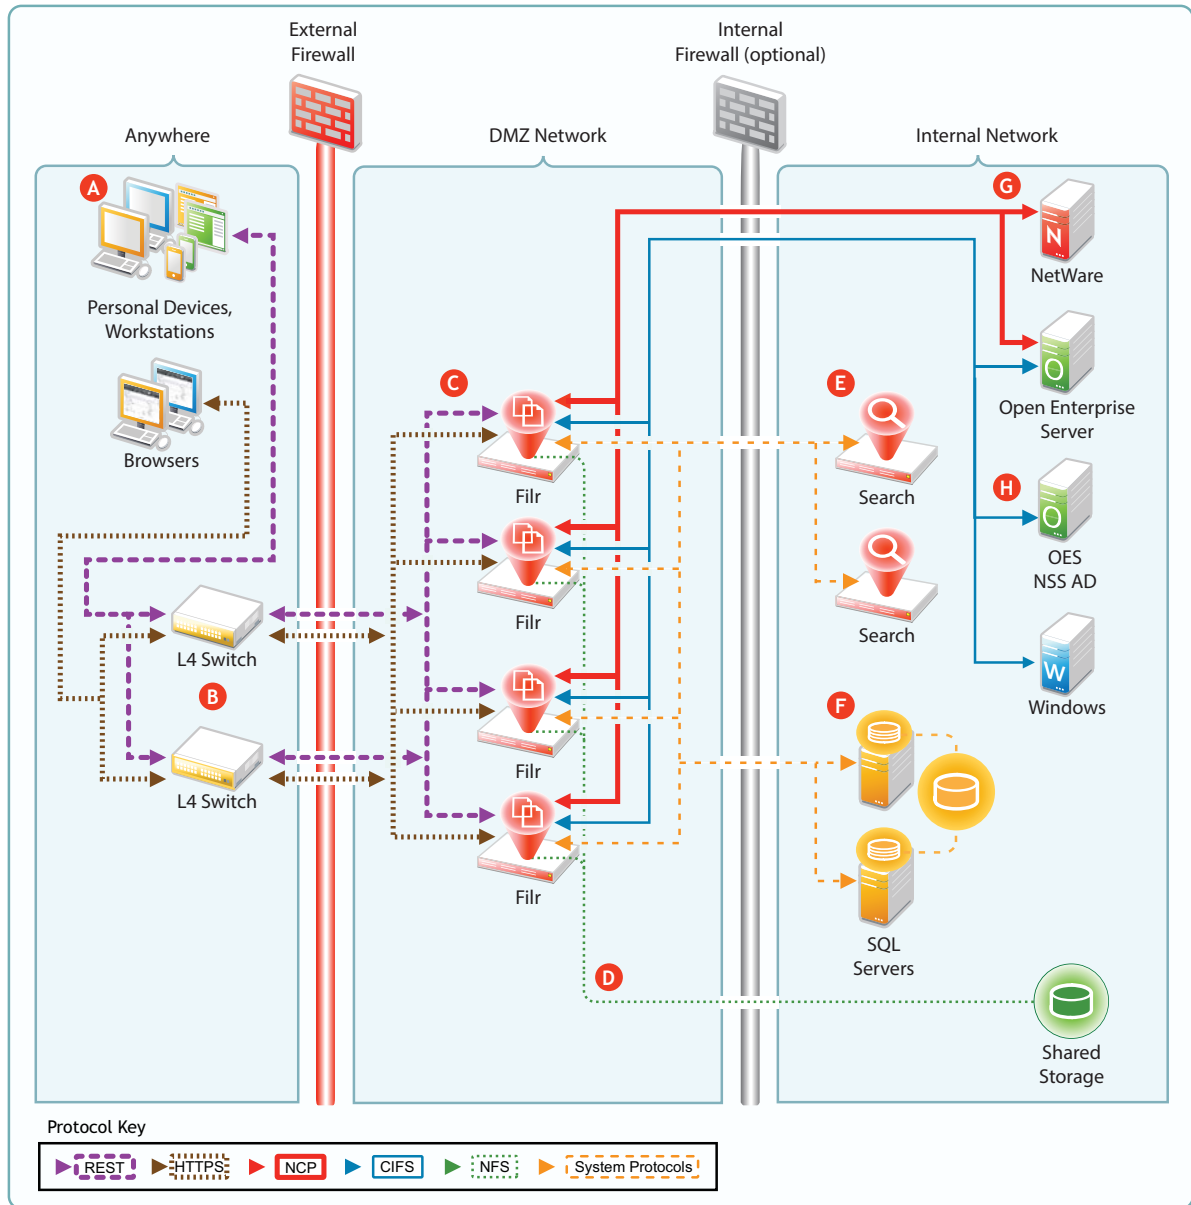 External
Firewall
Internal
Firewall (optional)
Anywhere
DMZ Network
Internal Network
A
Personal Devices,
Workstations
Browsers
L4 Switch
B
L4 Switch
C
Filr
Filr
Filr
Filr
D
E
Search
Search
F
SQL
Servers
G
N
NetWare
O
Open Enterprise
Server
H
O
OES
NSS AD
W
Windows
Shared
Storage
Protocol Key
REST
HTTPS
NCP
CIFS
NFS
System Protocols